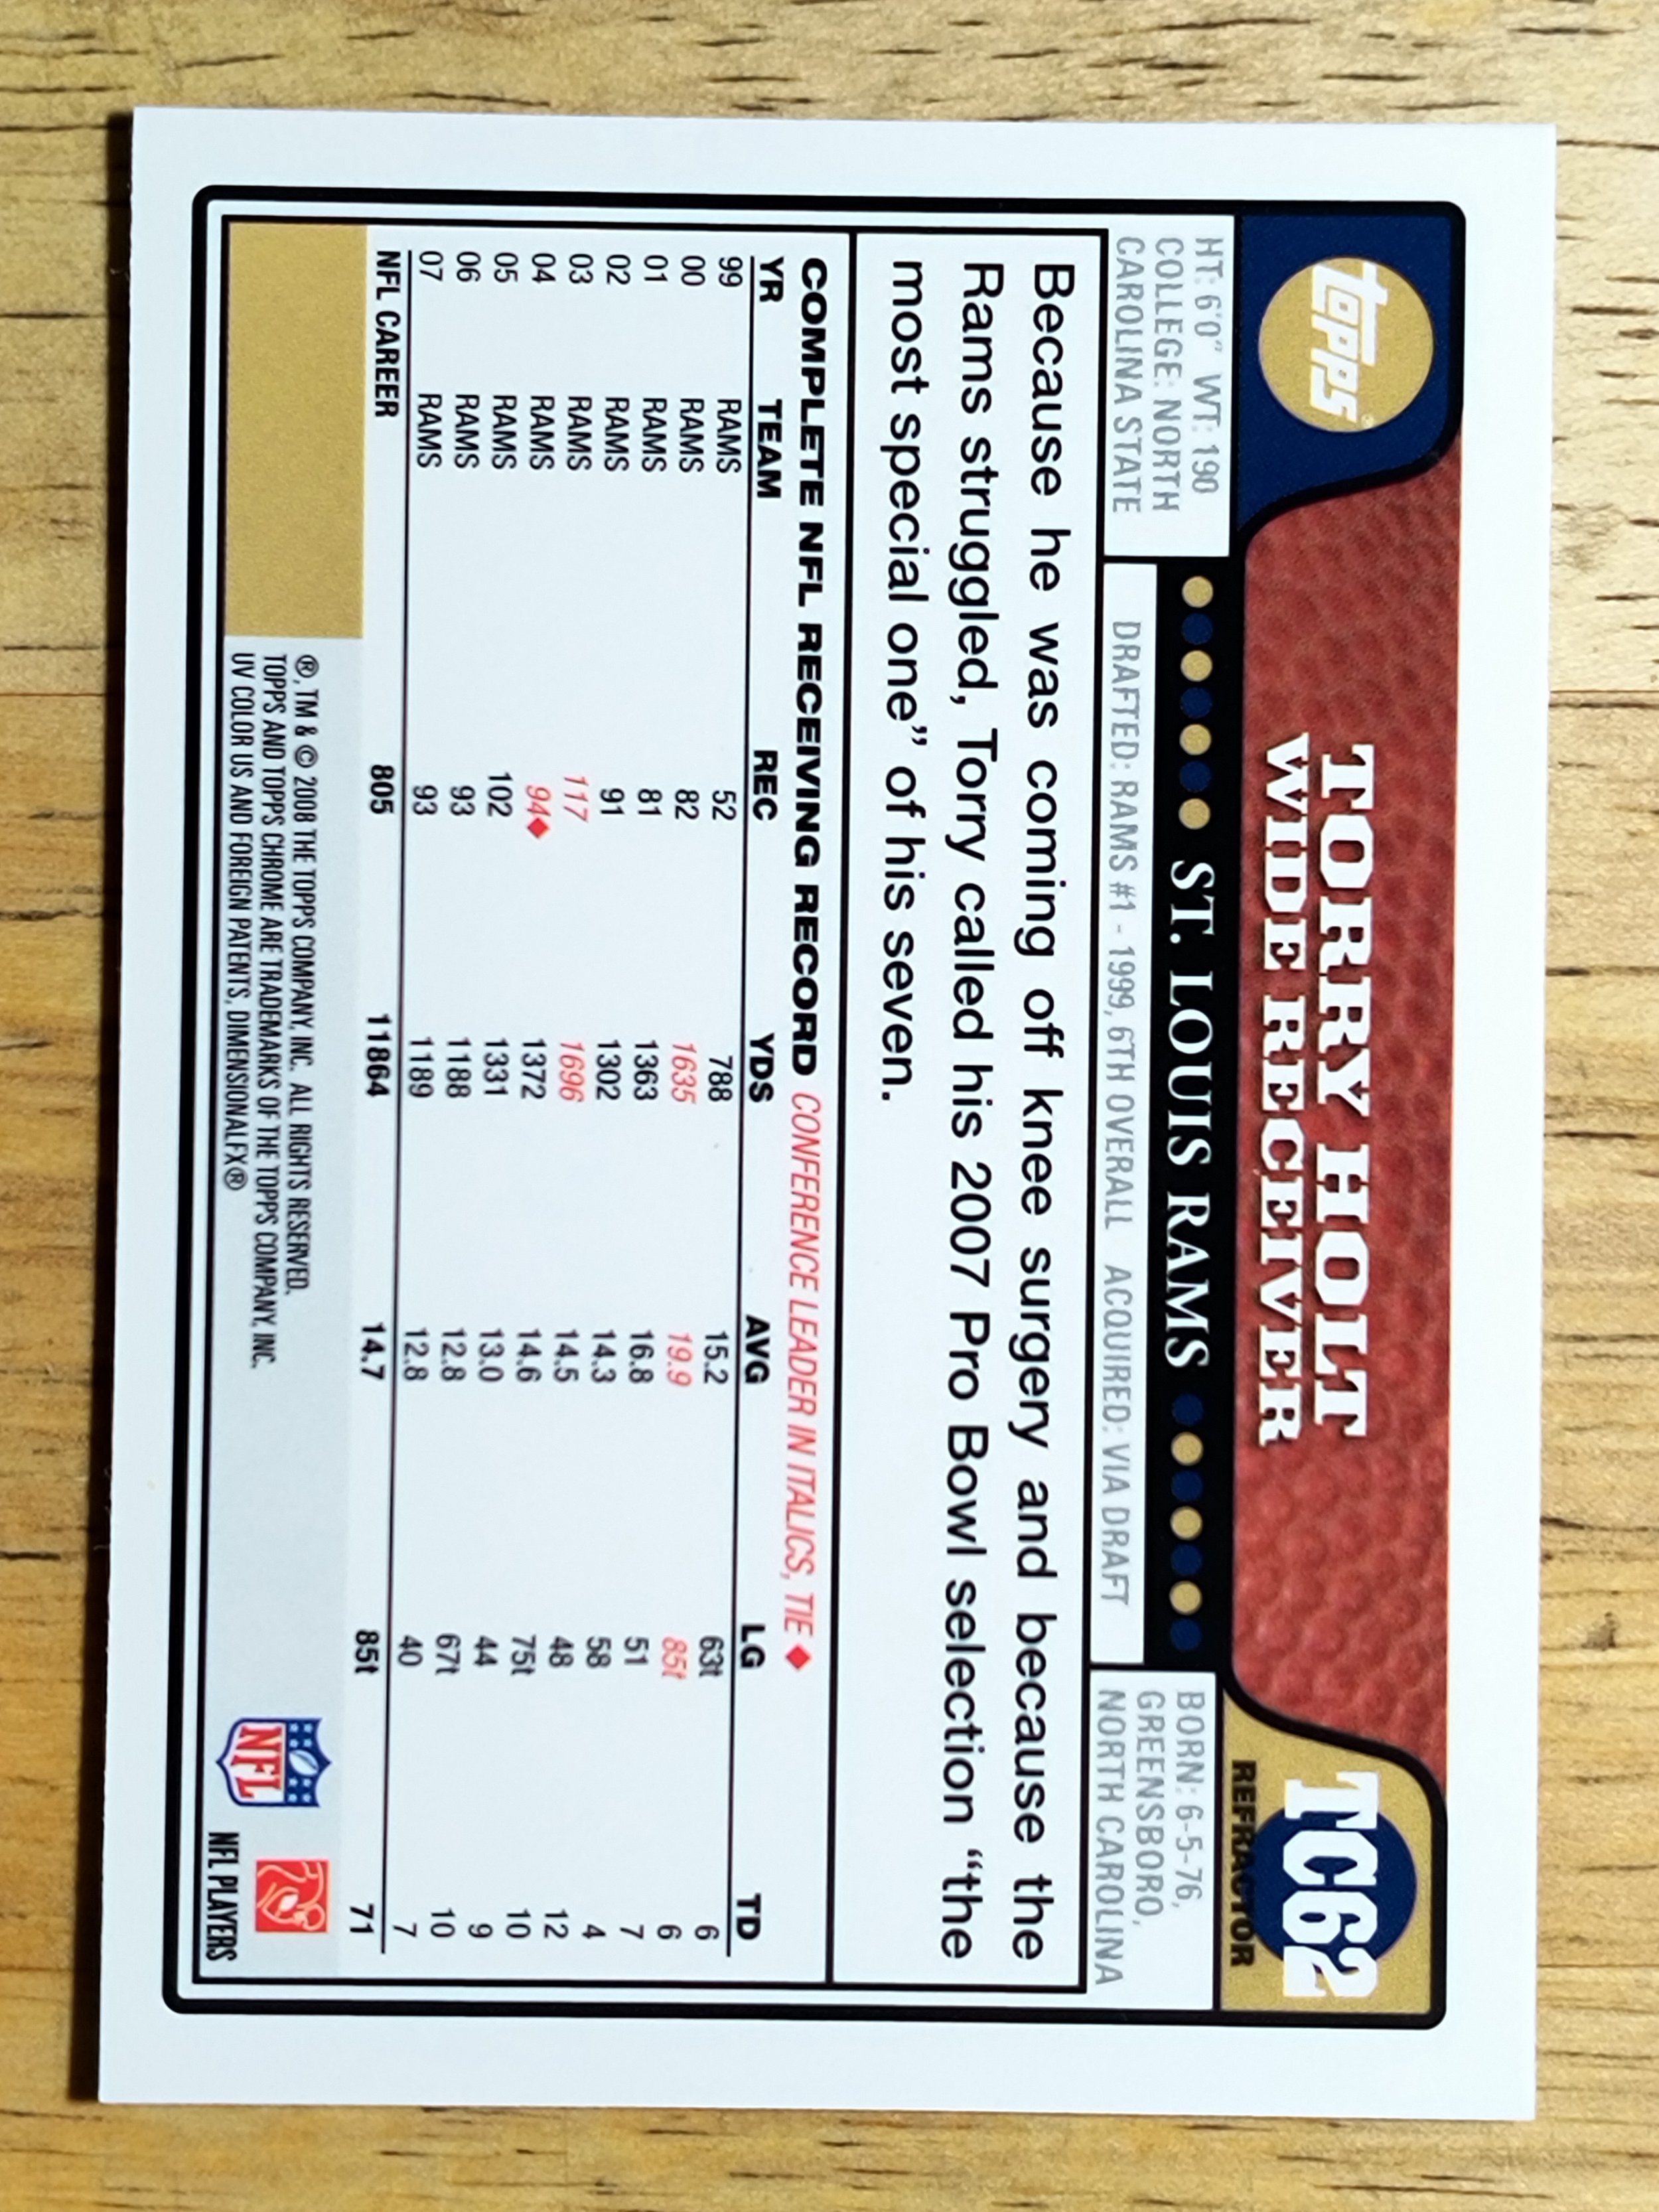 topps®
TORRY HOLT
WIDE RECEIVER
TC62
REFRACTOR
HT: 6'0" WT: 190
COLLEGE: NORTH
CAROLINA STATE
ST. LOUIS RAMS
DRAFTED: RAMS #1 - 1999, 6TH OVERALL ACQUIRED: VIA DRAFT
BORN: 6-5-76,
GREENSBORO,
NORTH CAROLINA
Because he was coming off knee surgery and because the
Rams struggled, Torry called his 2007 Pro Bowl selection “the
most special one” of his seven.
COMPLETE NFL RECEIVING RECORD CONFERENCE LEADER IN ITALICS, TIE ♦
YR TEAM REC YDS AVG LG TD
99 RAMS 52 788 15.2 63t 6
00 RAMS 82 1635 19.9 85t 6
01 RAMS 81 1363 16.8 51 7
02 RAMS 91 1302 14.3 58 4
03 RAMS 117 1696 14.5 48 12
04 RAMS 94♦ 1372 14.6 75t 10
05 RAMS 102 1331 13.0 44 9
06 RAMS 93 1188 12.8 67t 10
07 RAMS 93 1189 12.8 40 7
NFL CAREER 805 11864 14.7 85t 71
®, TM & © 2008 THE TOPPS COMPANY, INC. ALL RIGHTS RESERVED.
TOPPS AND TOPPS CHROME ARE TRADEMARKS OF THE TOPPS COMPANY, INC.
UV COLOR US AND FOREIGN PATENTS, DIMENSIONALFX®
NFL
NFL PLAYERS